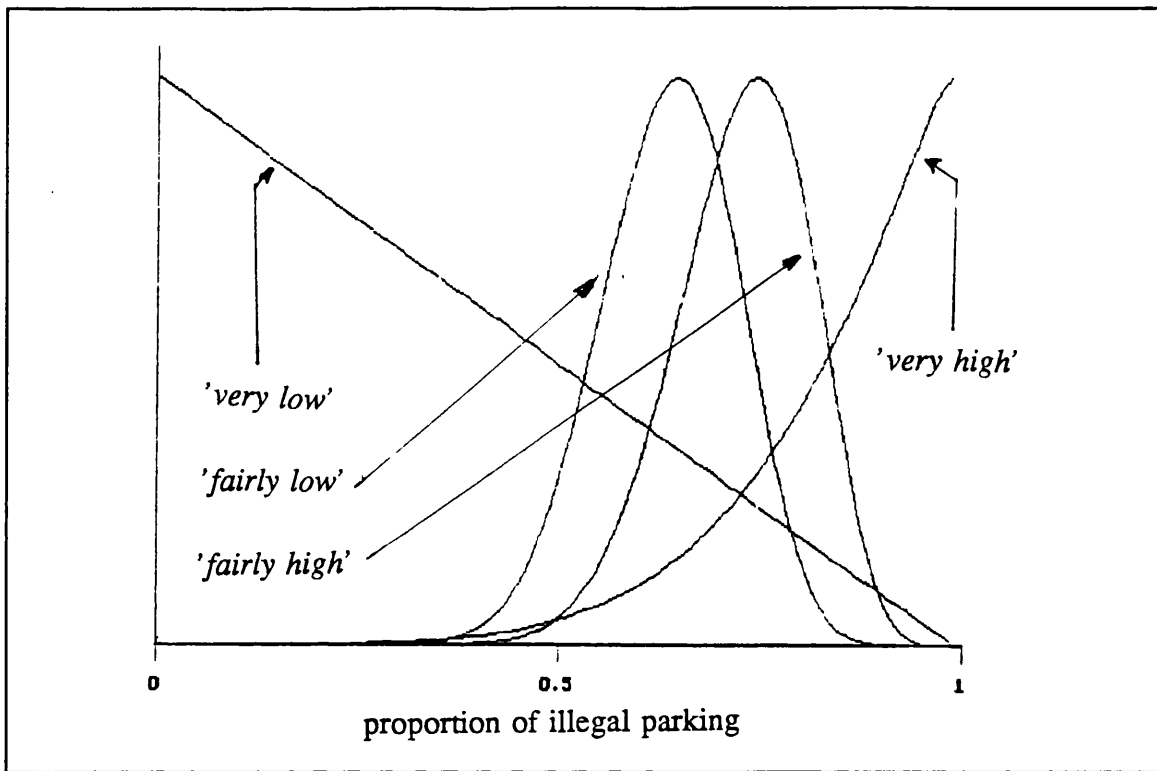 'very low'
'fairly low'
'fairly high'
'very high'
0
0.5
1
proportion of illegal parking